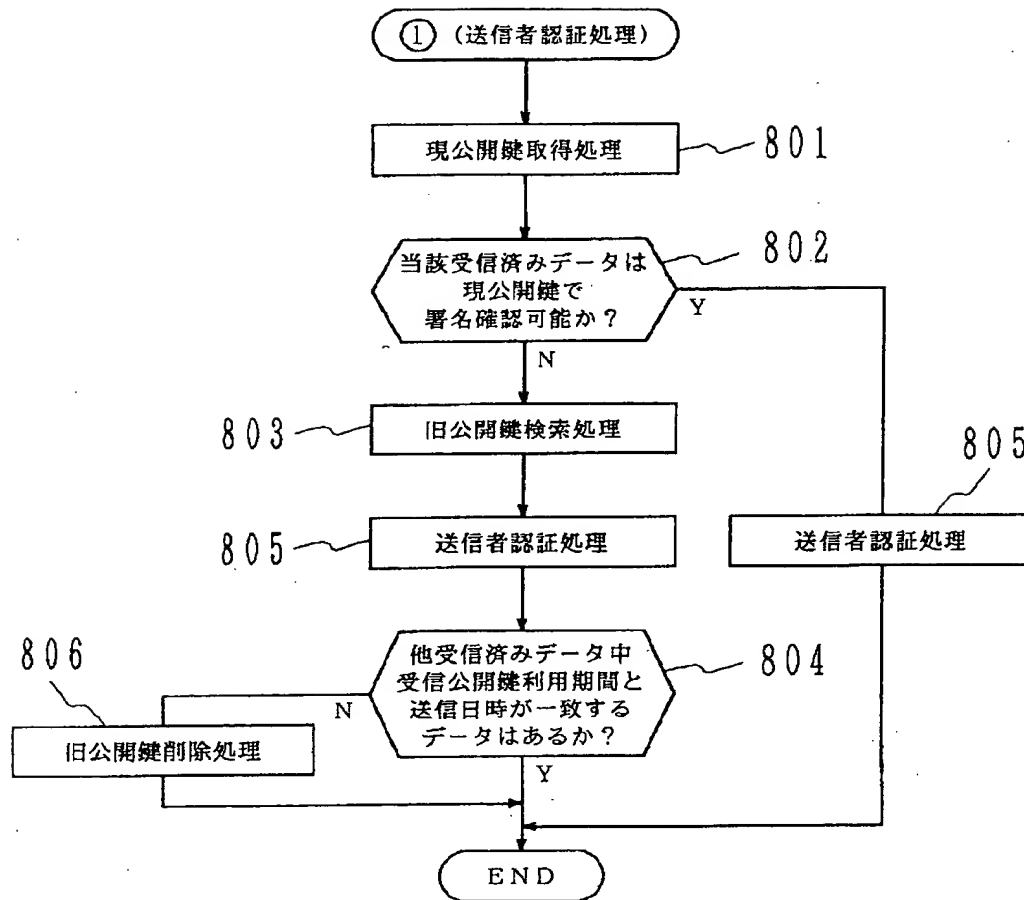 ① (送信者認証処理)
現公開鍵取得処理
801
当該受信済みデータは
現公開鍵で
署名確認可能か？
802
Y
N
803
旧公開鍵検索処理
805
送信者認証処理
805
送信者認証処理
他受信済みデータ中
受信公開鍵利用期間と
送信日時が一致する
データはあるか？
804
806
N
旧公開鍵削除処理
Y
END